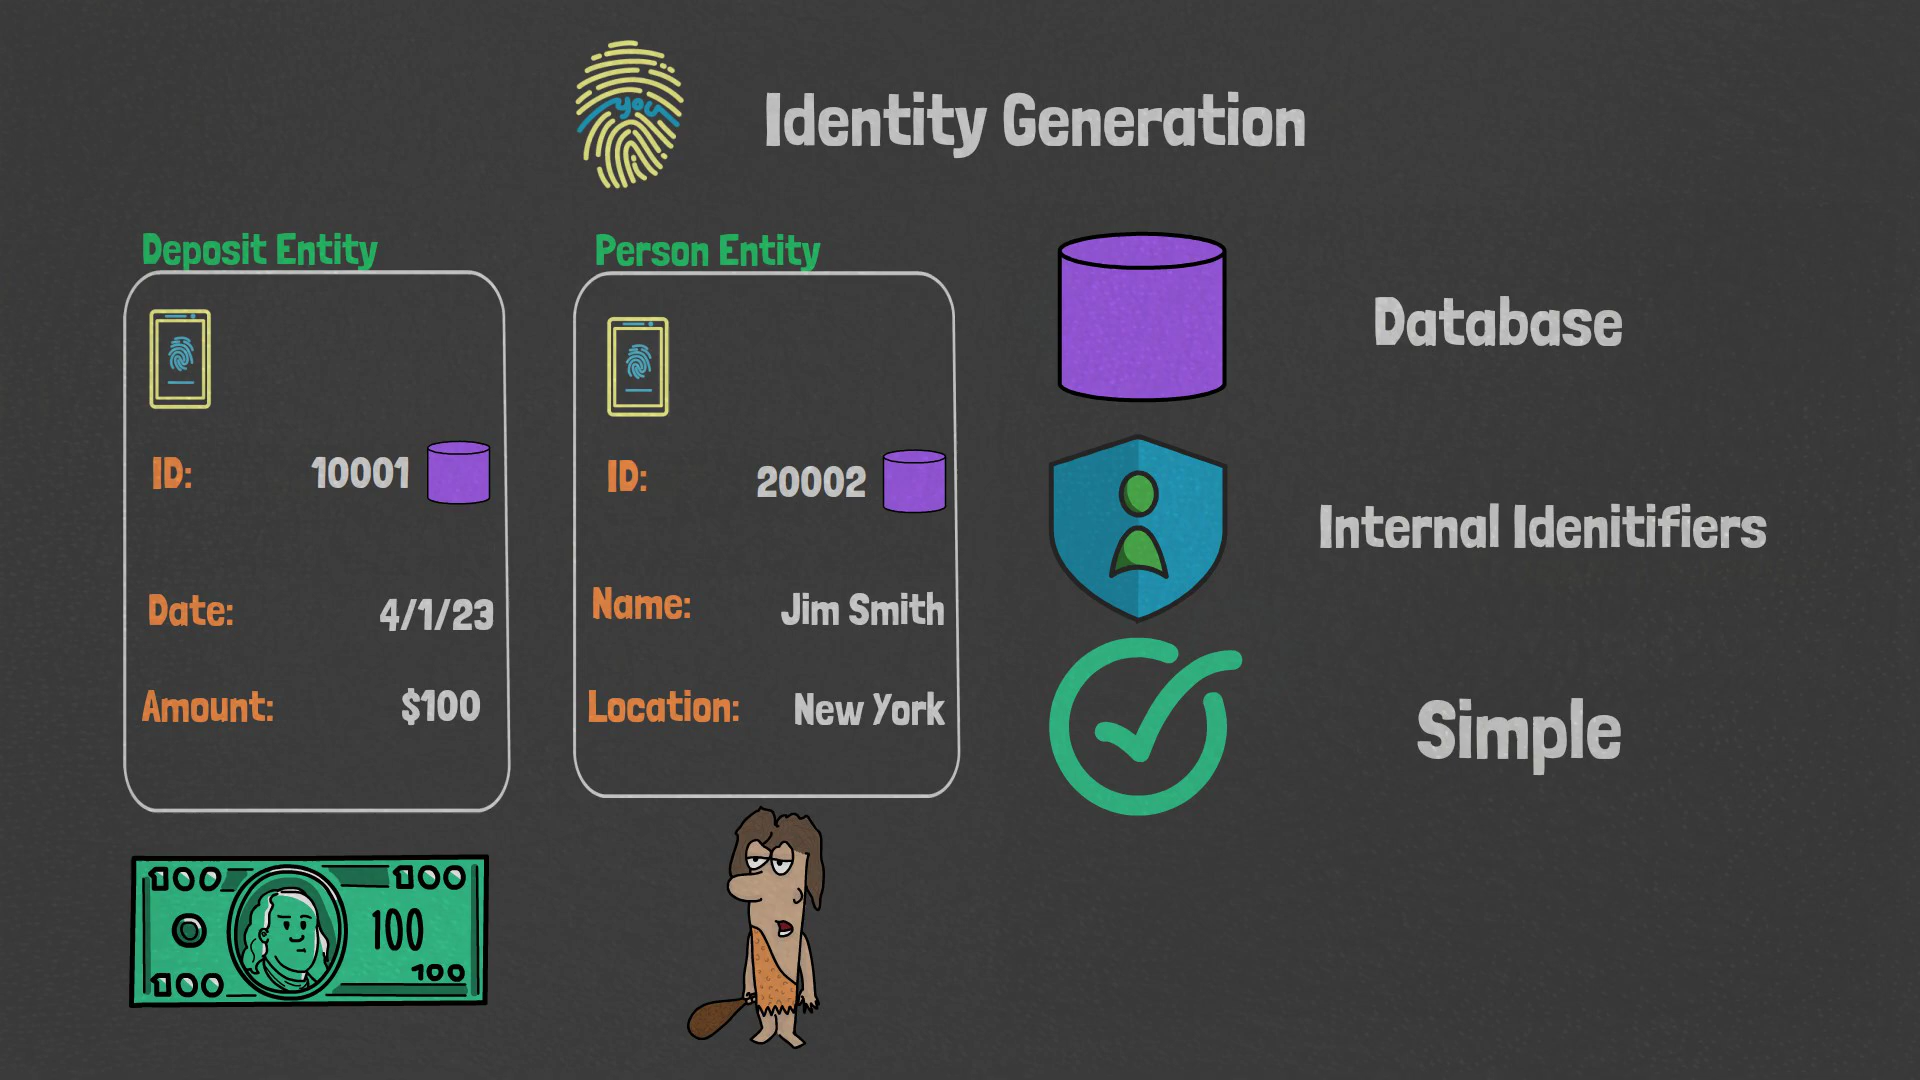 you
Identity Generation
Deposit Entity
ID: 10001
Date: 4/1/23
Amount: $100
Person Entity
ID: 20002
Name: Jim Smith
Location: New York
Database
Internal Idenitifiers
Simple
100 100
100
100 100